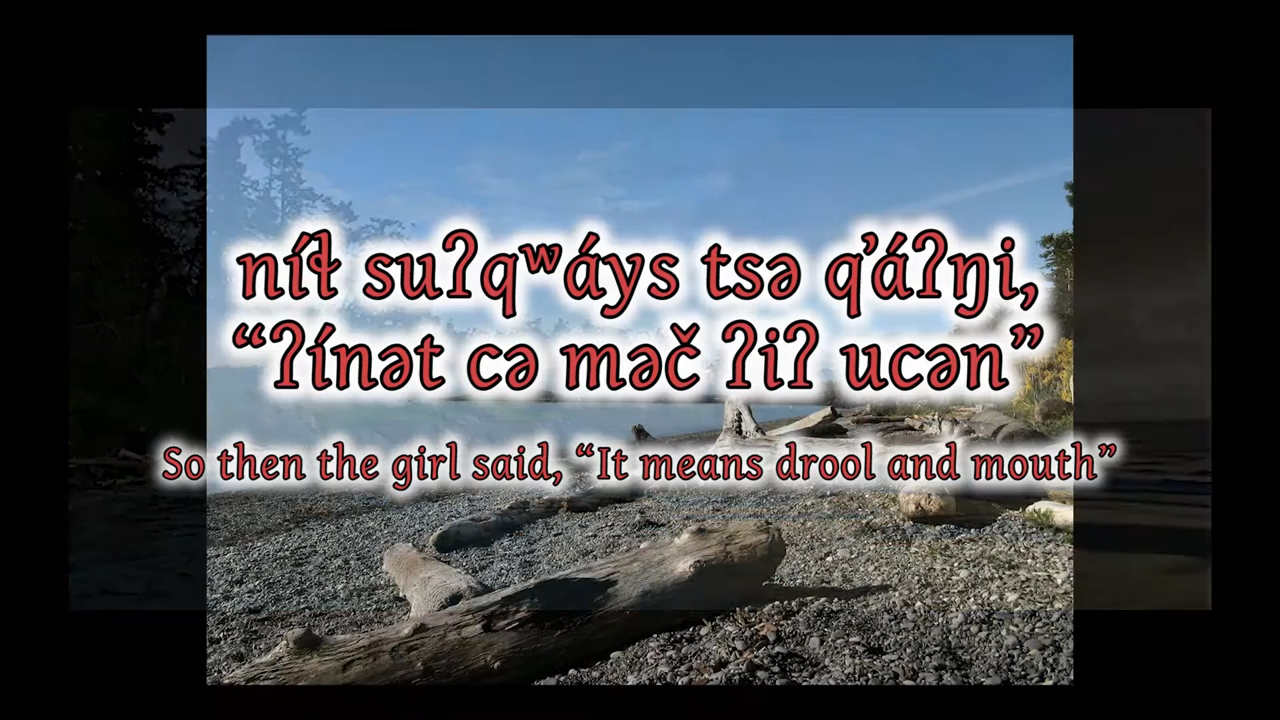 níɬ suʔqʷáys tsə q̓áʔŋi,
“ʔínət cə məč ʔiʔ ucən”
So then the girl said, “It means drool and mouth”